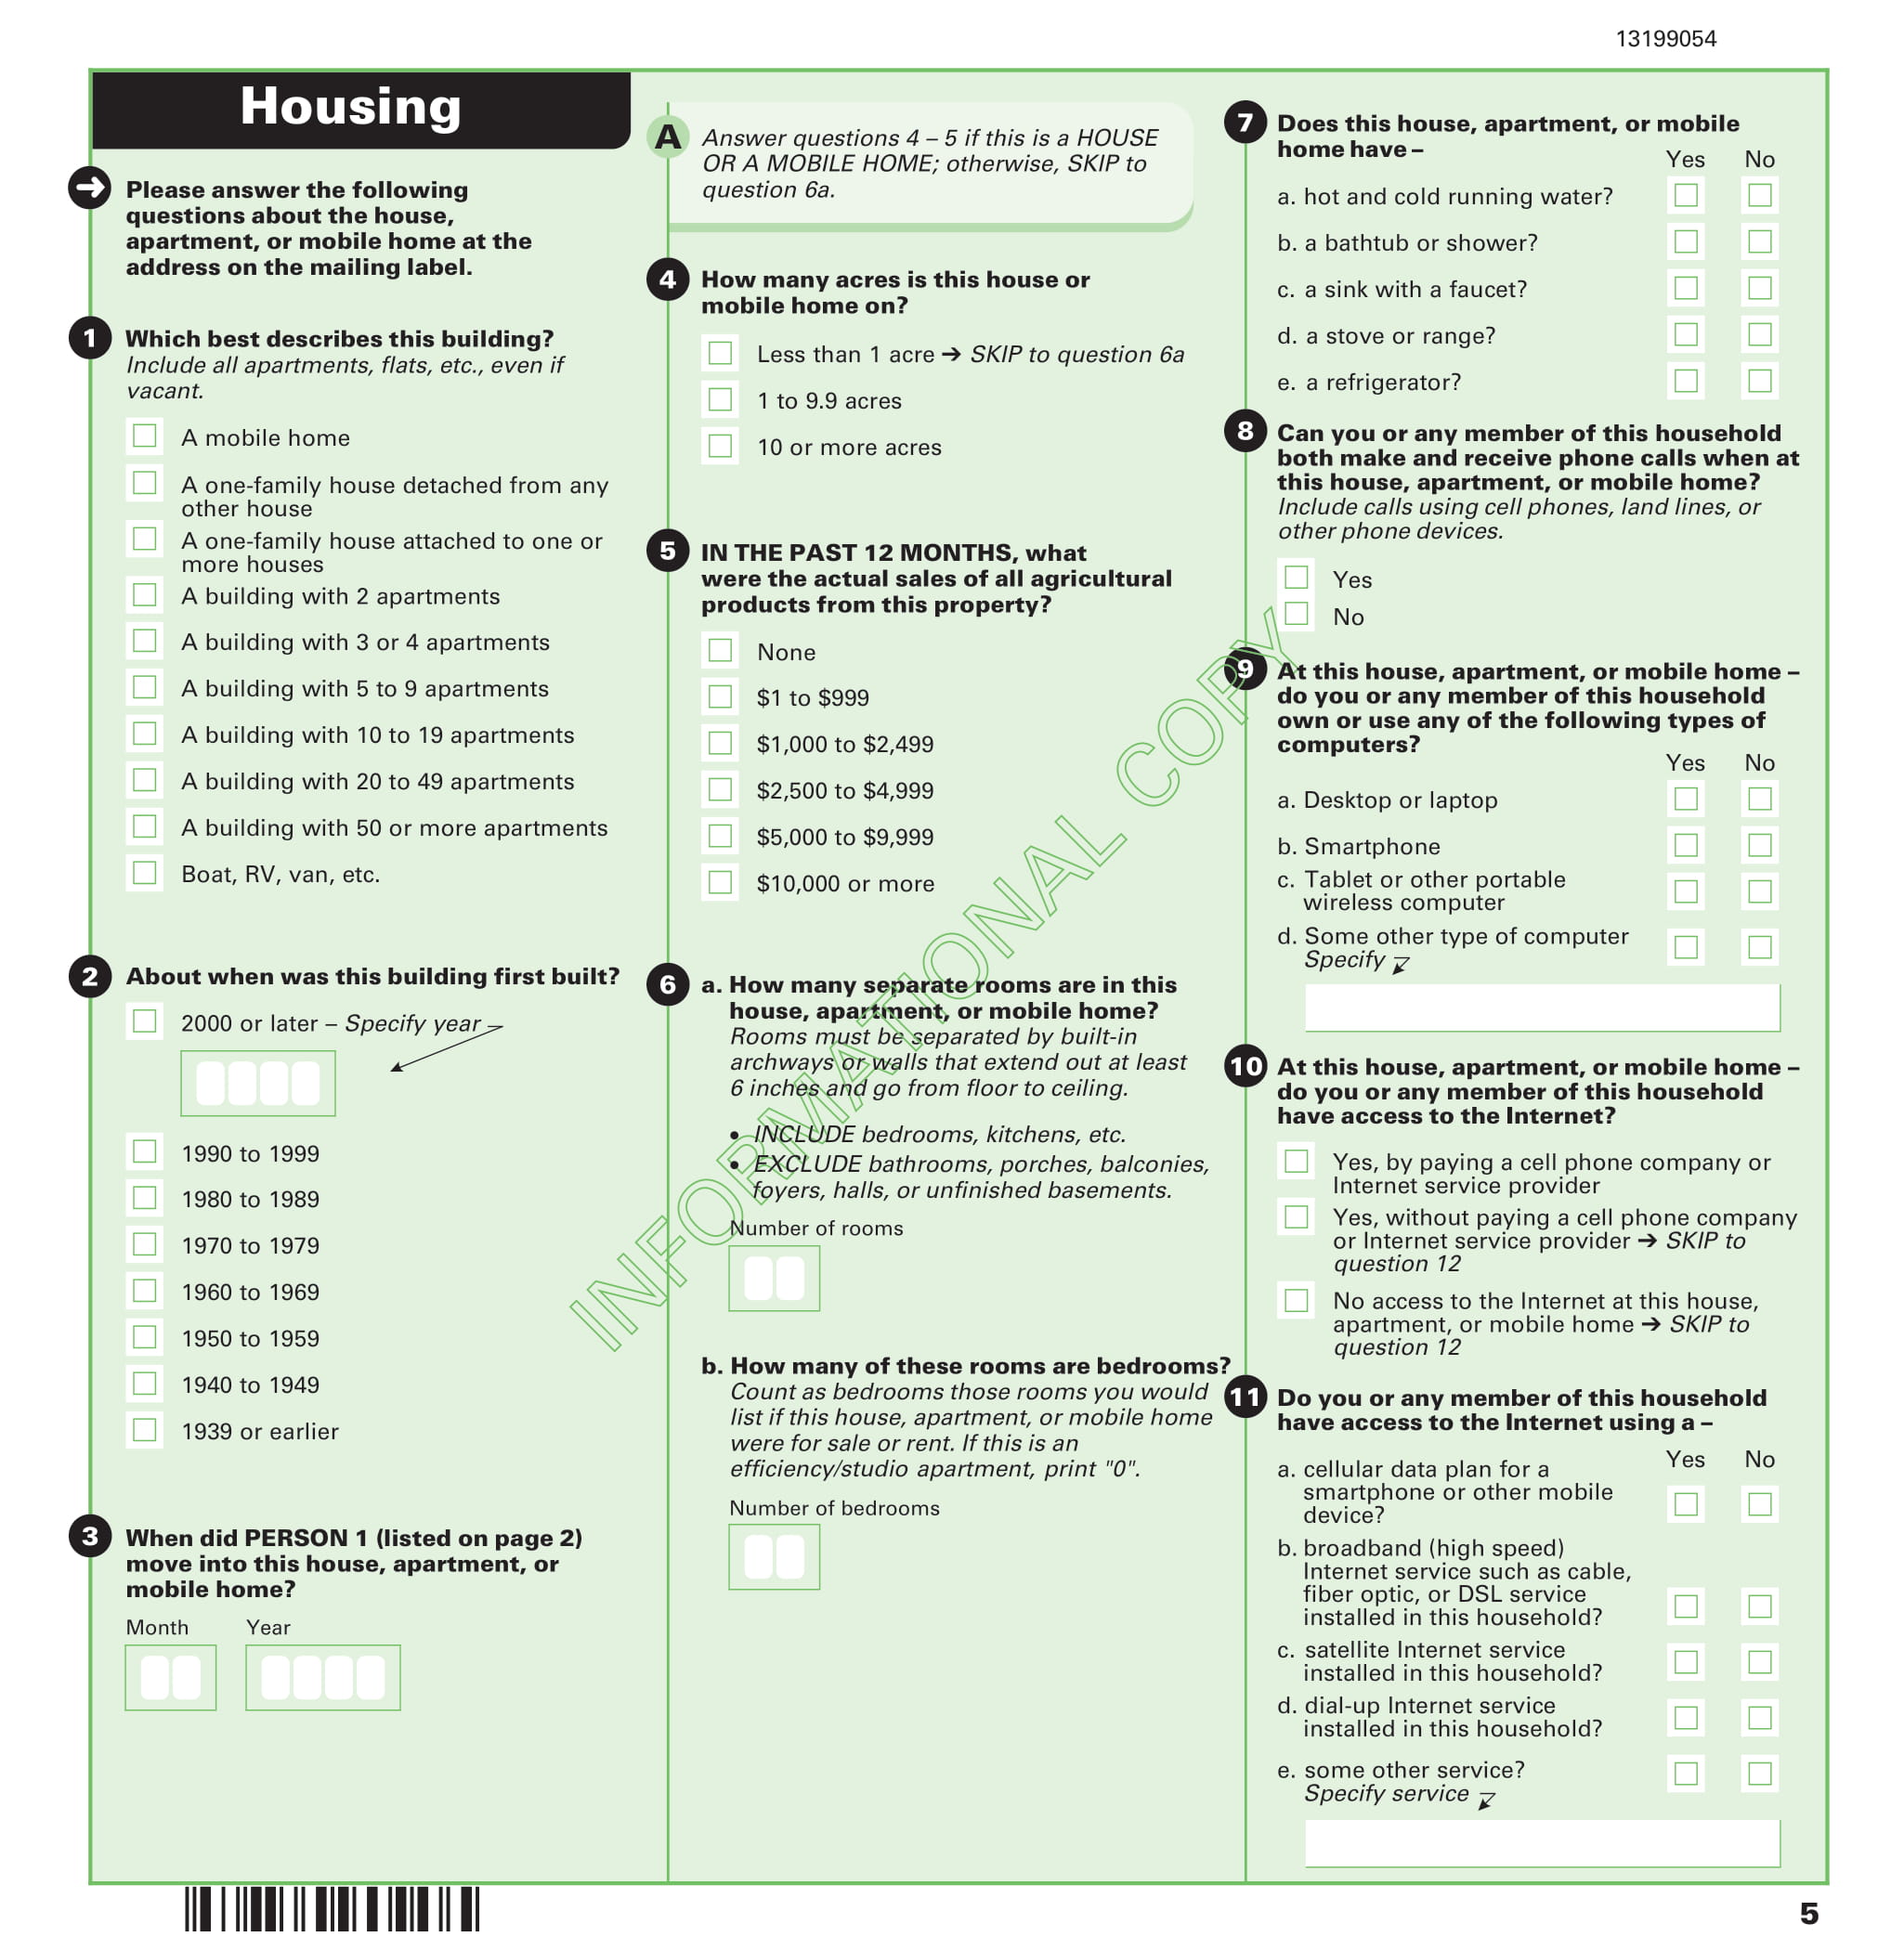 13199054
Housing
Please answer the following
questions about the house,
apartment, or mobile home at the
address on the mailing label.
1 Which best describes this building?
Include all apartments, flats, etc., even if
vacant.
A mobile home
A one-family house detached from any
other house
A one-family house attached to one or
more houses
A building with 2 apartments
A building with 3 or 4 apartments
A building with 5 to 9 apartments
A building with 10 to 19 apartments
A building with 20 to 49 apartments
A building with 50 or more apartments
Boat, RV, van, etc.
2 About when was this building first built?
2000 or later – Specify year
1990 to 1999
1980 to 1989
1970 to 1979
1960 to 1969
1950 to 1959
1940 to 1949
1939 or earlier
3 When did PERSON 1 (listed on page 2)
move into this house, apartment, or
mobile home?
Month Year
A Answer questions 4 – 5 if this is a HOUSE
OR A MOBILE HOME; otherwise, SKIP to
question 6a.
4 How many acres is this house or
mobile home on?
Less than 1 acre ➔ SKIP to question 6a
1 to 9.9 acres
10 or more acres
5 IN THE PAST 12 MONTHS, what
were the actual sales of all agricultural
products from this property?
None
$1 to $999
$1,000 to $2,499
$2,500 to $4,999
$5,000 to $9,999
$10,000 or more
6 a. How many separate rooms are in this
house, apartment, or mobile home?
Rooms must be separated by built-in
archways or walls that extend out at least
6 inches and go from floor to ceiling.
• INCLUDE bedrooms, kitchens, etc.
• EXCLUDE bathrooms, porches, balconies,
foyers, halls, or unfinished basements.
Number of rooms
b. How many of these rooms are bedrooms?
Count as bedrooms those rooms you would
list if this house, apartment, or mobile home
were for sale or rent. If this is an
efficiency/studio apartment, print "0".
Number of bedrooms
INFORMATIONAL COPY
7 Does this house, apartment, or mobile
home have –
Yes No
a. hot and cold running water?
b. a bathtub or shower?
c. a sink with a faucet?
d. a stove or range?
e. a refrigerator?
8 Can you or any member of this household
both make and receive phone calls when at
this house, apartment, or mobile home?
Include calls using cell phones, land lines, or
other phone devices.
Yes
No
9 At this house, apartment, or mobile home –
do you or any member of this household
own or use any of the following types of
computers?
Yes No
a. Desktop or laptop
b. Smartphone
c. Tablet or other portable
wireless computer
d. Some other type of computer
Specify
10 At this house, apartment, or mobile home –
do you or any member of this household
have access to the Internet?
Yes, by paying a cell phone company or
Internet service provider
Yes, without paying a cell phone company
or Internet service provider ➔ SKIP to
question 12
No access to the Internet at this house,
apartment, or mobile home ➔ SKIP to
question 12
11 Do you or any member of this household
have access to the Internet using a –
Yes No
a. cellular data plan for a
smartphone or other mobile
device?
b. broadband (high speed)
Internet service such as cable,
fiber optic, or DSL service
installed in this household?
c. satellite Internet service
installed in this household?
d. dial-up Internet service
installed in this household?
e. some other service?
Specify service
5